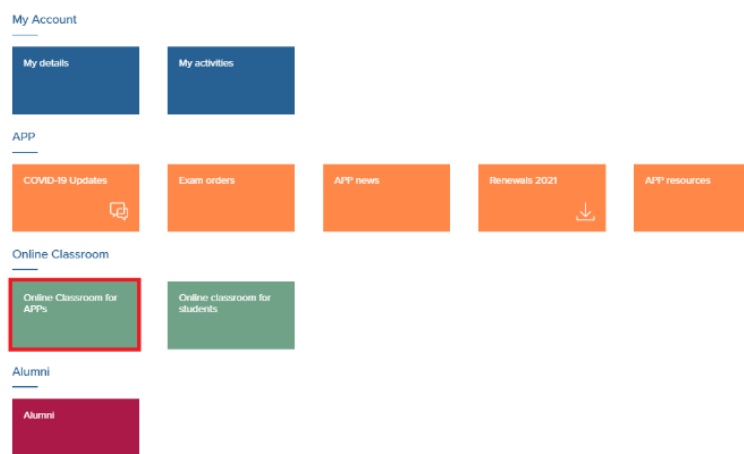 My Account
My details
My activities
APP
COVID-19 Updates
Exam orders
APP news
Renewals 2021
APP resources
Online Classroom
Online Classroom for
APPs
Online classroom for
students
Alumni
Alumni